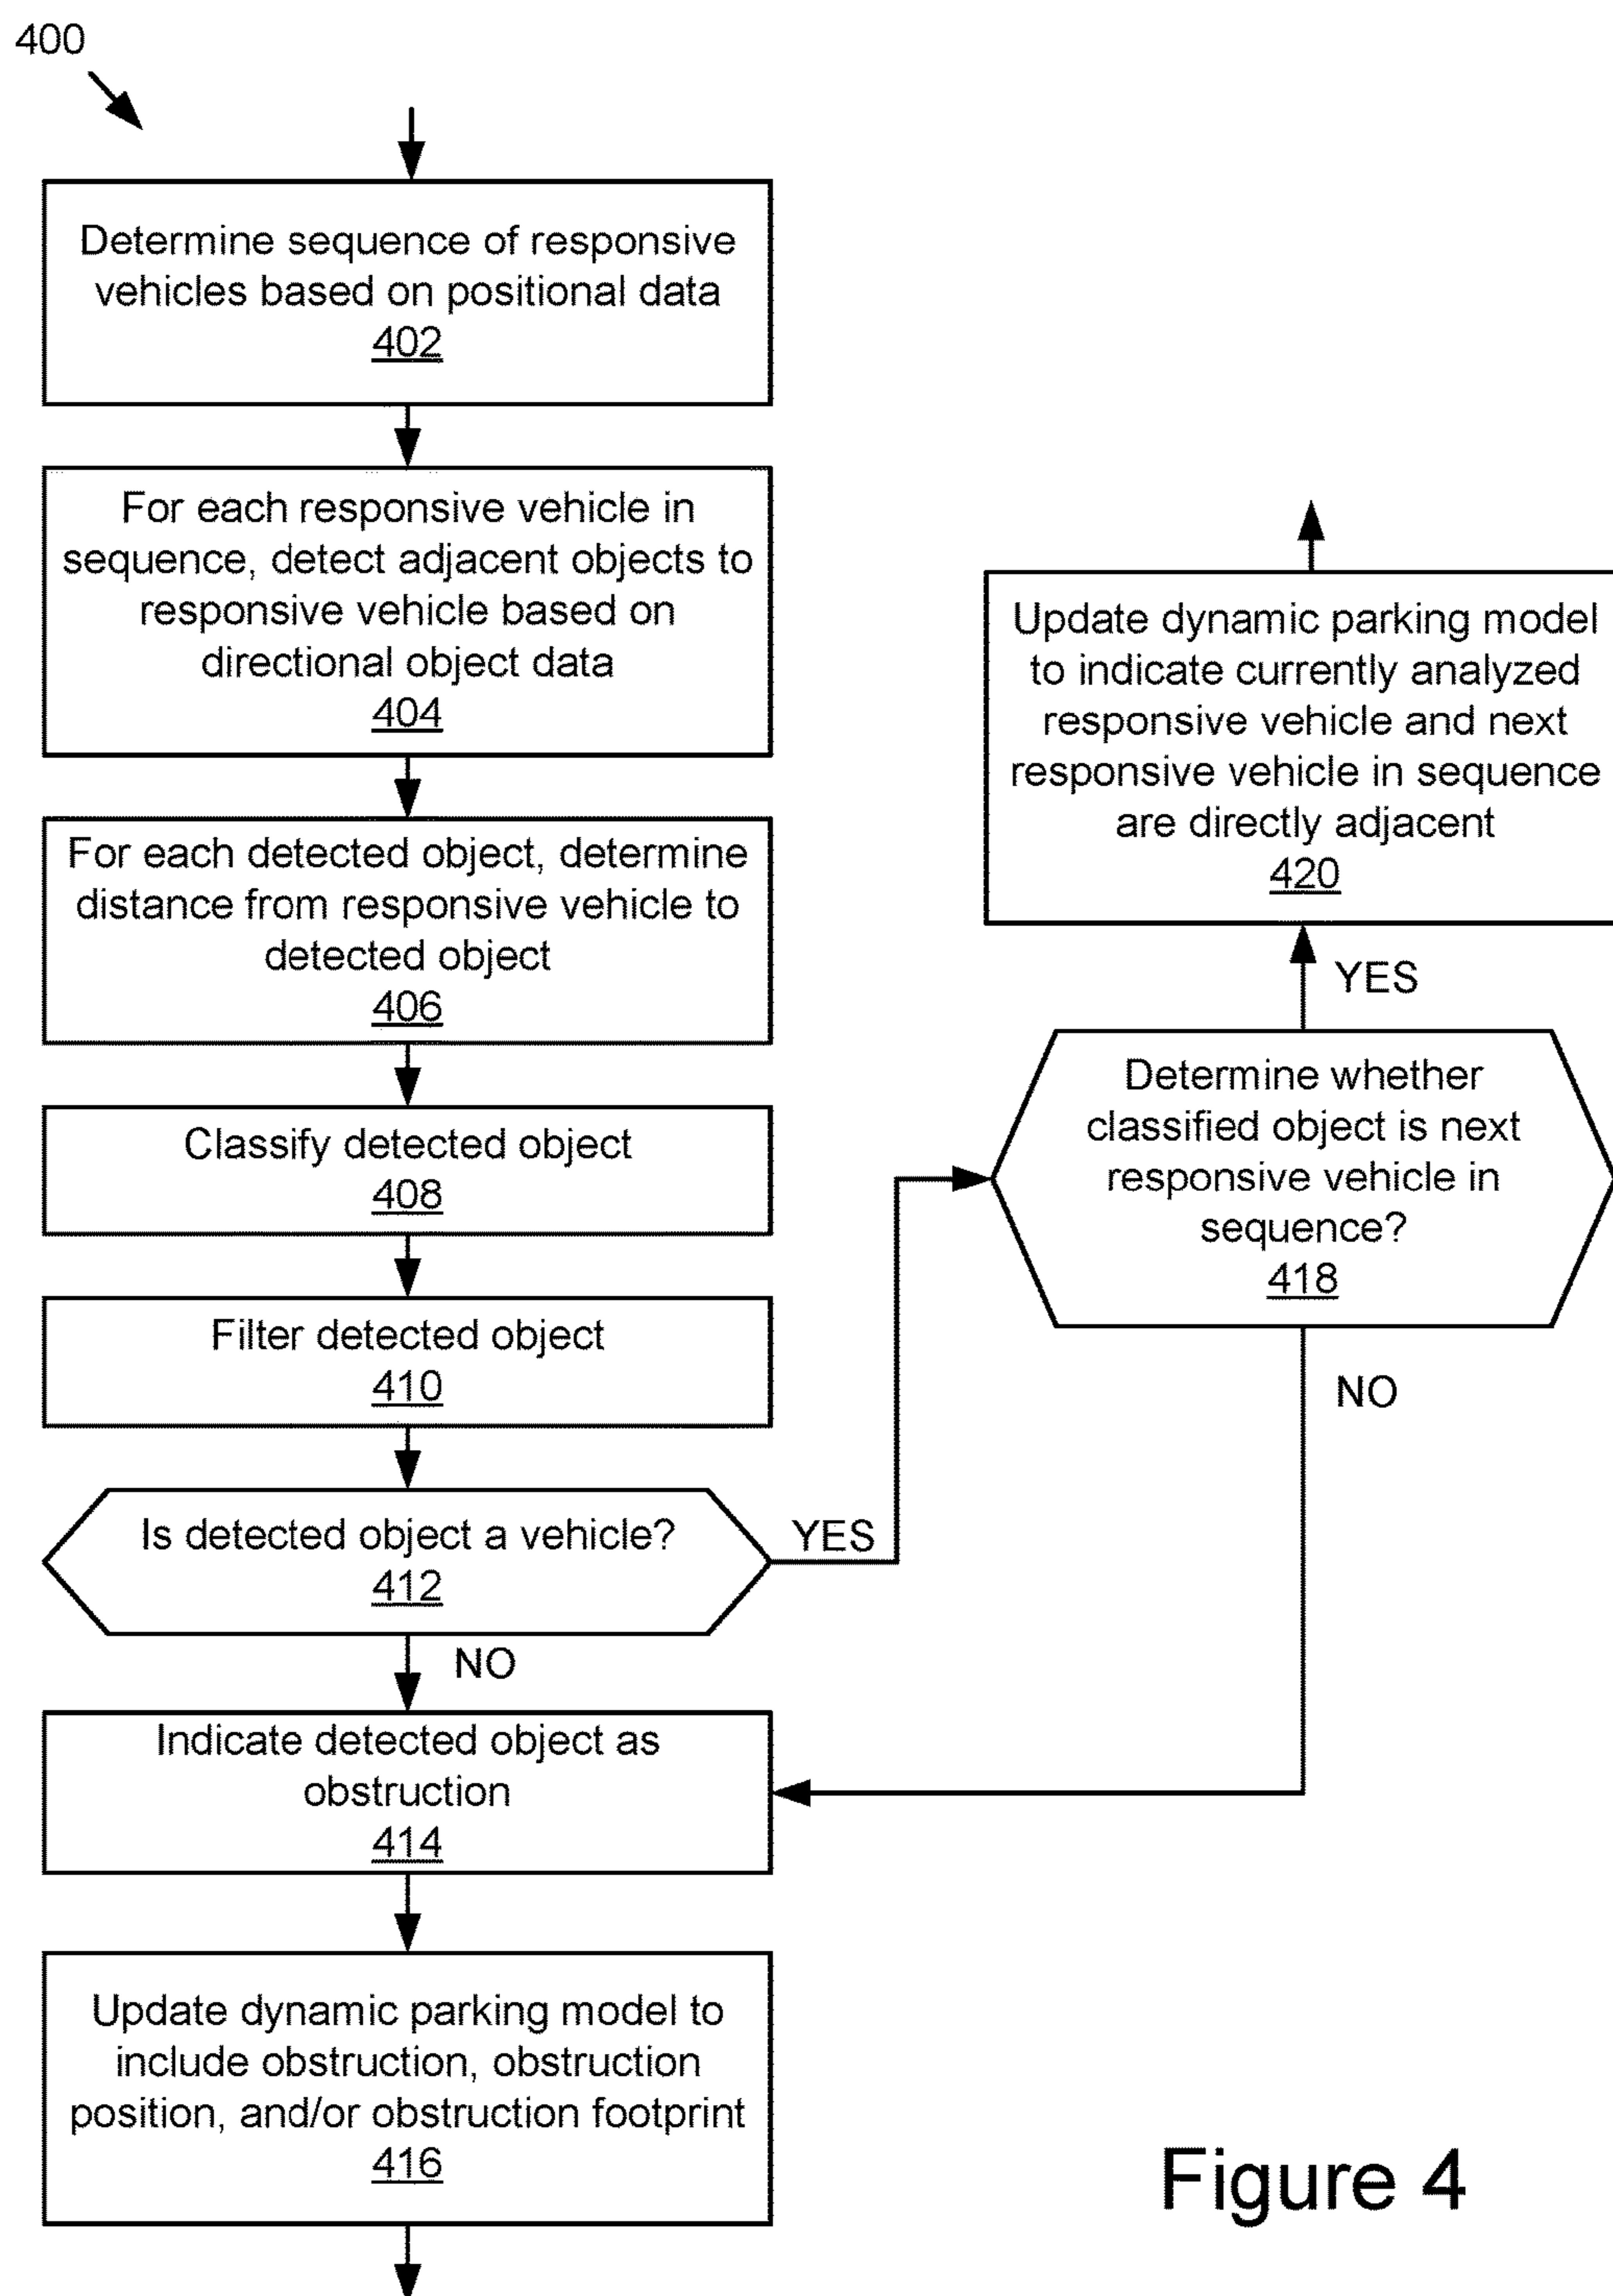 400
Determine sequence of responsive
vehicles based on positional data
402
For each responsive vehicle in
sequence, detect adjacent objects to
responsive vehicle based on
directional object data
404
For each detected object, determine
distance from responsive vehicle to
detected object
406
Classify detected object
408
Filter detected object
410
Is detected object a vehicle?
412
YES
NO
Indicate detected object as
obstruction
414
Update dynamic parking model to
include obstruction, obstruction
position, and/or obstruction footprint
416
Update dynamic parking model
to indicate currently analyzed
responsive vehicle and next
responsive vehicle in sequence
are directly adjacent
420
YES
Determine whether
classified object is next
responsive vehicle in
sequence?
418
NO
Figure 4